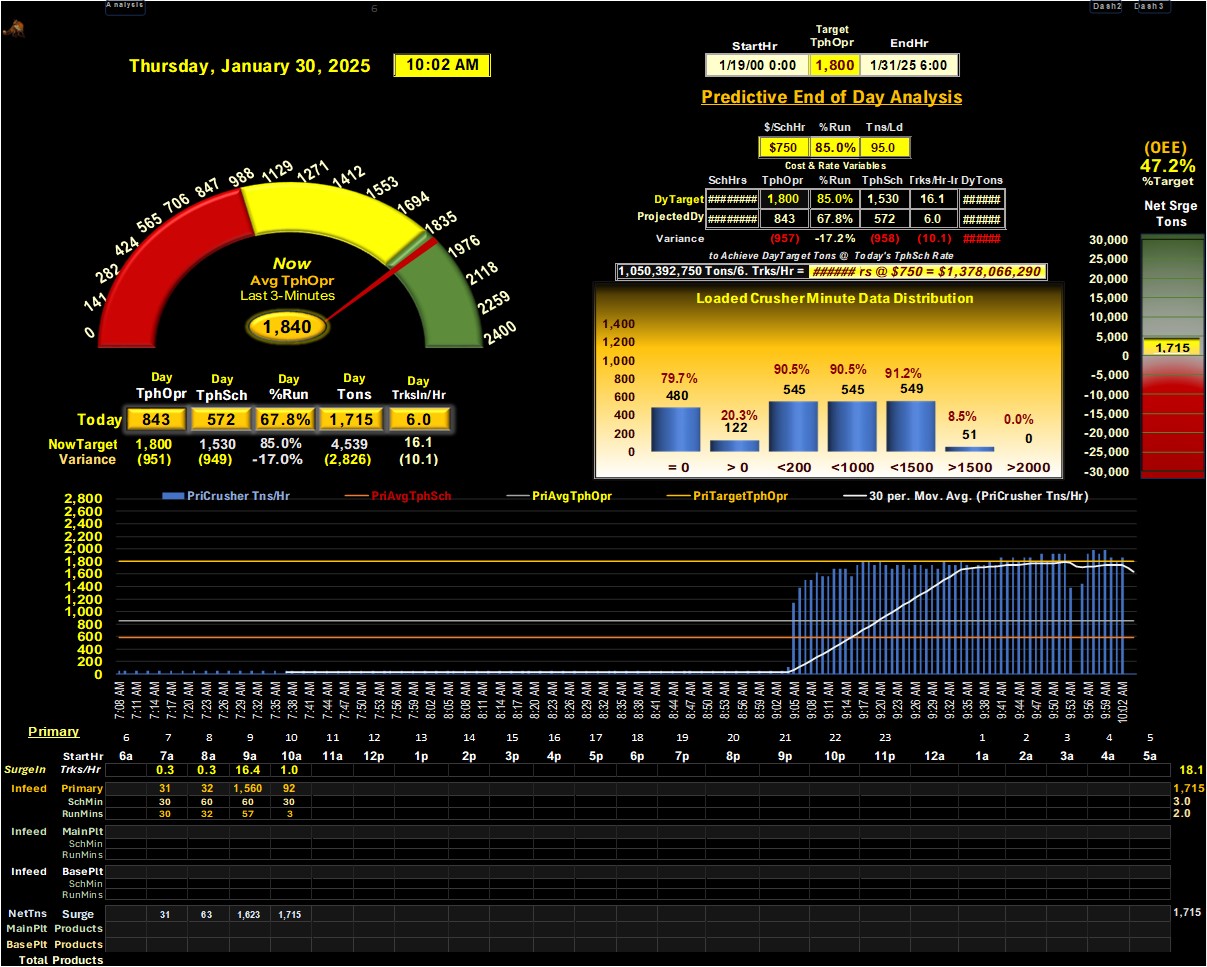 Analysis
6
Dash2 Dash3
Target
StartHr TphOpr EndHr
Thursday, January 30, 2025 10:02 AM
1/19/00 0:00 1,800 1/31/25 6:00
Predictive End of Day Analysis
$/SchHr %Run Tns/Ld
$750 85.0% 95.0
Cost & Rate Variables
SchHrs TphOpr %Run TphSch Trks/Hr-Ir DyTons
DyTarget ######## 1,800 85.0% 1,530 16.1 ######
ProjectedDy ######## 843 67.8% 572 6.0 ######
Variance (957) -17.2% (958) (10.1) ######
to Achieve DayTarget Tons @ Today's TphSch Rate
1,050,392,750 Tons/6. Trks/Hr = ###### rs @ $750 = $1,378,066,290
(OEE)
47.2%
%Target
Net Srge
Tons
30,000
25,000
20,000
15,000
10,000
5,000
1,715
0
-5,000
-10,000
-15,000
-20,000
-25,000
-30,000
0 141 282 424 565 706 847 988 1129 1271 1412 1553 1694 1835 1976 2118 2259 2400
Now
Avg TphOpr
Last 3-Minutes
1,840
Loaded Crusher Minute Data Distribution
1,400
1,200
1,000
800
600
400
200
0
79.7% 20.3% 90.5% 90.5% 91.2% 8.5% 0.0%
480 122 545 545 549 51 0
= 0 > 0 <200 <1000 <1500 >1500 >2000
Day Day Day Day Day
TphOpr TphSch %Run Tons TrksIn/Hr
Today 843 572 67.8% 1,715 6.0
NowTarget 1,800 1,530 85.0% 4,539 16.1
Variance (951) (949) -17.0% (2,826) (10.1)
PriCrusher Tns/Hr PriAvgTphSch PriAvgTphOpr PriTargetTphOpr 30 per. Mov. Avg. (PriCrusher Tns/Hr)
2,800
2,600
2,400
2,200
2,000
1,800
1,600
1,400
1,200
1,000
800
600
400
200
0
7:08 AM 7:11 AM 7:14 AM 7:17 AM 7:20 AM 7:23 AM 7:26 AM 7:29 AM 7:32 AM 7:35 AM 7:38 AM 7:41 AM 7:44 AM 7:47 AM 7:50 AM 7:53 AM 7:56 AM 7:59 AM 8:02 AM 8:05 AM 8:08 AM 8:11 AM 8:14 AM 8:17 AM 8:20 AM 8:23 AM 8:26 AM 8:29 AM 8:32 AM 8:35 AM 8:38 AM 8:41 AM 8:44 AM 8:47 AM 8:50 AM 8:53 AM 8:56 AM 8:59 AM 9:02 AM 9:05 AM 9:08 AM 9:11 AM 9:14 AM 9:17 AM 9:20 AM 9:23 AM 9:26 AM 9:29 AM 9:32 AM 9:35 AM 9:38 AM 9:41 AM 9:44 AM 9:47 AM 9:50 AM 9:53 AM 9:56 AM 9:59 AM 10:02 AM
Primary 6 7 8 9 10 11 12 13 14 15 16 17 18 19 20 21 22 23 1 2 3 4 5
StartHr 6a 7a 8a 9a 10a 11a 12p 1p 2p 3p 4p 5p 6p 7p 8p 9p 10p 11p 12a 1a 2a 3a 4a 5a
SurgeIn Trks/Hr 0.3 0.3 16.4 1.0 18.1
Infeed Primary 31 32 1,560 92 1,715
SchMin 30 60 60 30 3.0
RunMins 30 32 57 3 2.0
Infeed MainPlt
SchMin
RunMins
Infeed BasePlt
SchMin
RunMins
NetTns Surge 31 63 1,623 1,715 1,715
MainPlt Products
BasePlt Products
Total Products